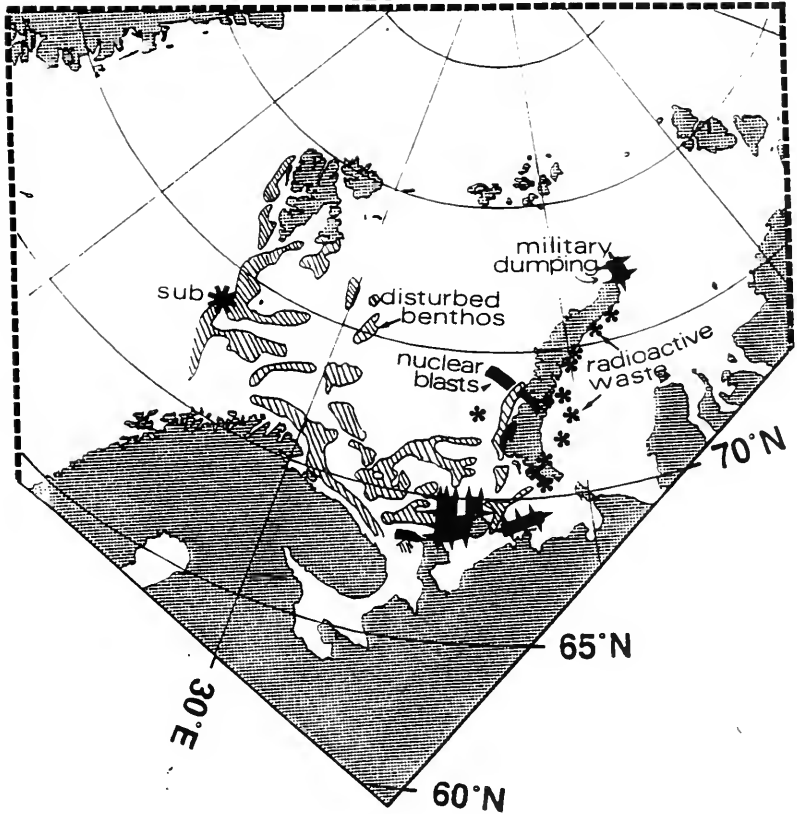 military
dumping
sub
disturbed
benthos
nuclear
blasts
radioactive
waste
70°N
65°N
30°E
60°N